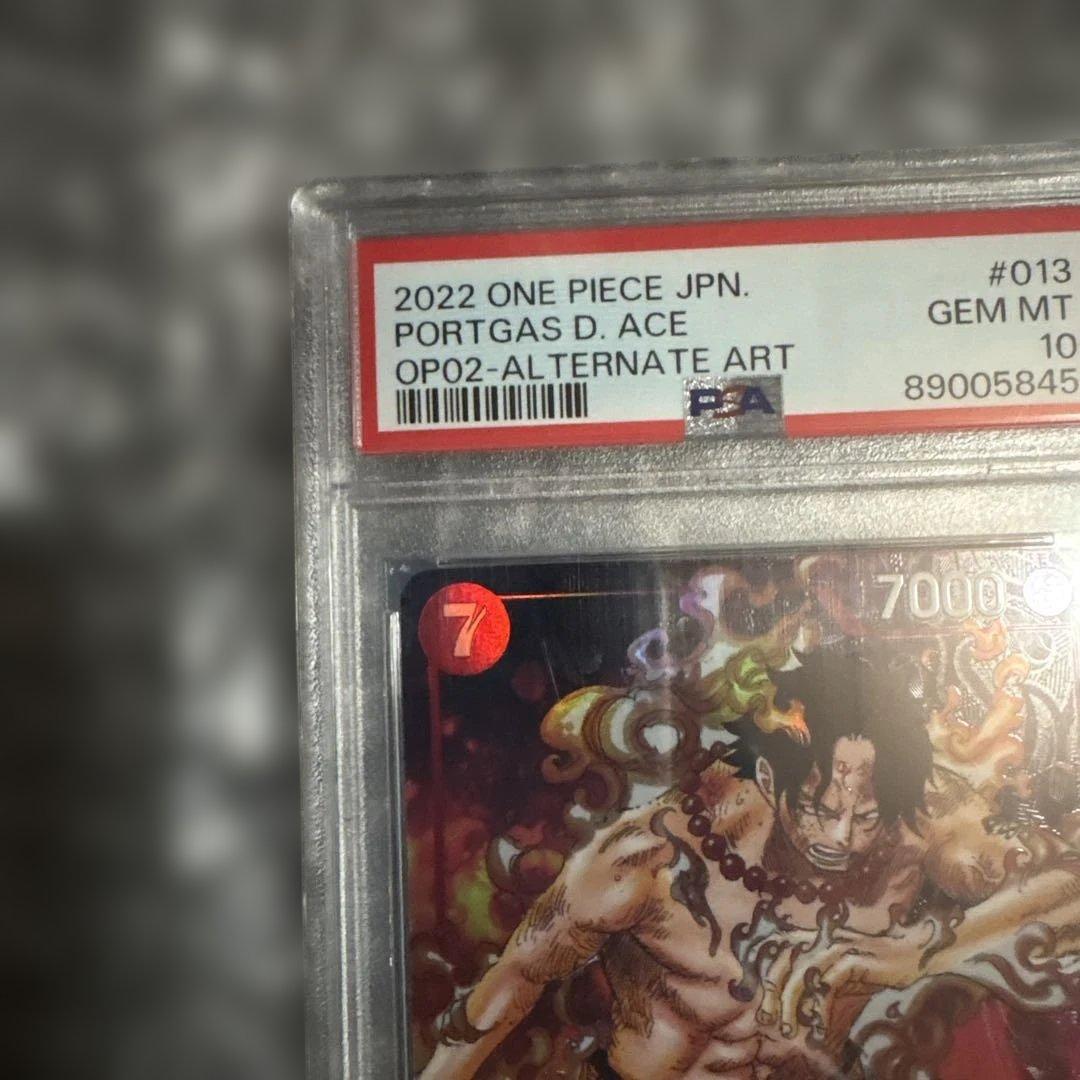 2022 ONE PIECE JPN.
PORTGAS D. ACE
OP02-ALTERNATE ART
#013
GEM MT
10
89005845
PSA
7
7000